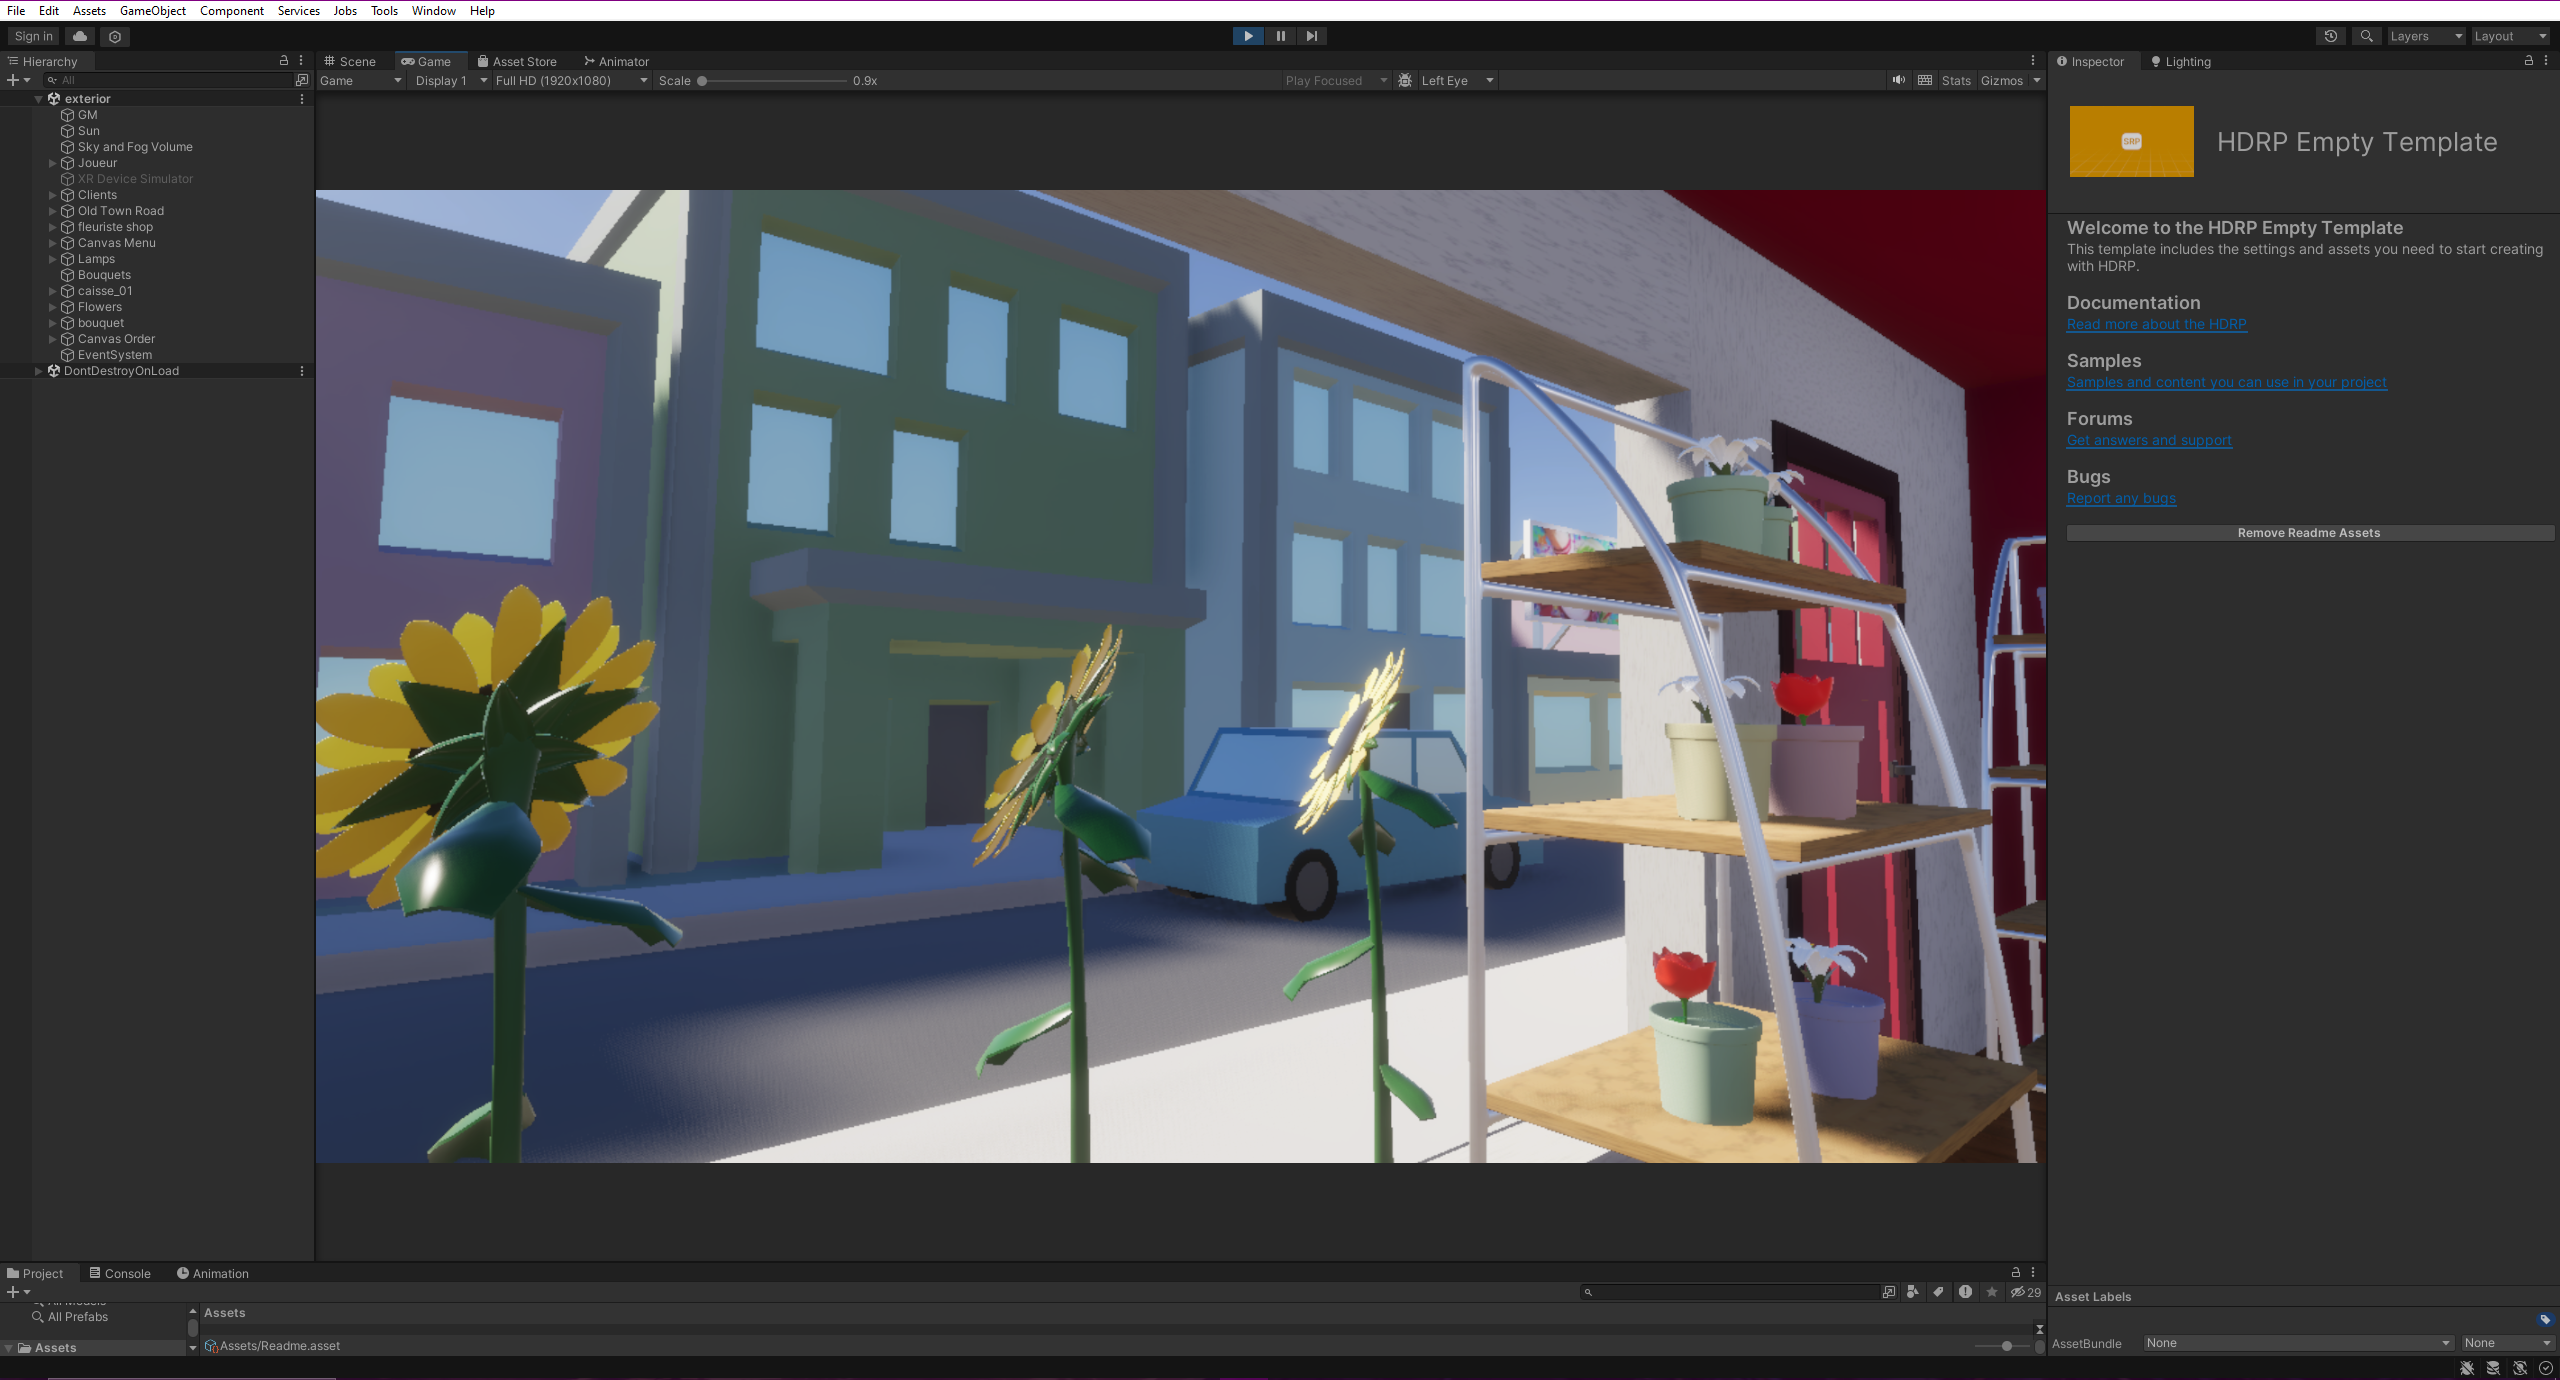 File Edit Assets GameObject Component Services Jobs Tools Window Help
Sign in
Layers Layout
Hierarchy
Scene Game Asset Store Animator
Inspector Lighting
All
Game Display 1 Full HD (1920x1080) Scale 0.9x Play Focused Left Eye Stats Gizmos
exterior
GM
Sun
Sky and Fog Volume
Joueur
XR Device Simulator
Clients
Old Town Road
fleuriste shop
Canvas Menu
Lamps
Bouquets
caisse_01
Flowers
bouquet
Canvas Order
EventSystem
DontDestroyOnLoad
SRP
HDRP Empty Template
Welcome to the HDRP Empty Template
This template includes the settings and assets you need to start creating
with HDRP.
Documentation
Read more about the HDRP
Samples
Samples and content you can use in your project
Forums
Get answers and support
Bugs
Report any bugs
Remove Readme Assets
Project Console Animation
29
All Models
All Prefabs
Assets
Assets
Assets/Readme.asset
Asset Labels
AssetBundle None None